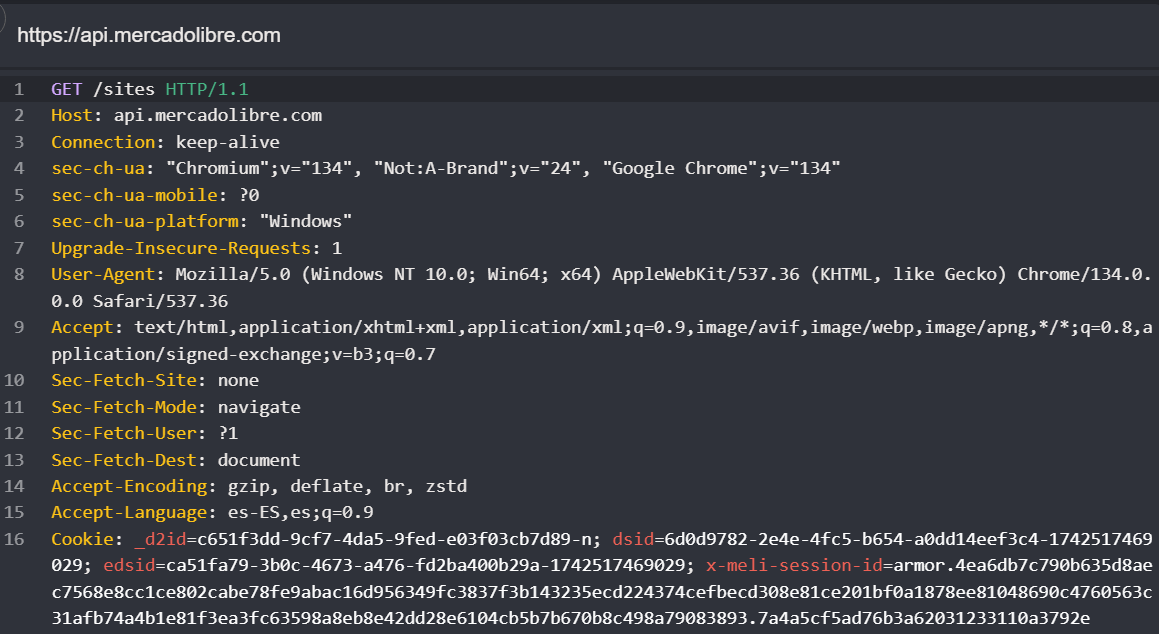 https://api.mercadolibre.com
1 GET /sites HTTP/1.1
2 Host: api.mercadolibre.com
3 Connection: keep-alive
4 sec-ch-ua: "Chromium";v="134", "Not:A-Brand";v="24", "Google Chrome";v="134"
5 sec-ch-ua-mobile: ?0
6 sec-ch-ua-platform: "Windows"
7 Upgrade-Insecure-Requests: 1
8 User-Agent: Mozilla/5.0 (Windows NT 10.0; Win64; x64) AppleWebKit/537.36 (KHTML, like Gecko) Chrome/134.0.
0.0 Safari/537.36
9 Accept: text/html,application/xhtml+xml,application/xml;q=0.9,image/avif,image/webp,image/apng,*/*;q=0.8,a
pplication/signed-exchange;v=b3;q=0.7
10 Sec-Fetch-Site: none
11 Sec-Fetch-Mode: navigate
12 Sec-Fetch-User: ?1
13 Sec-Fetch-Dest: document
14 Accept-Encoding: gzip, deflate, br, zstd
15 Accept-Language: es-ES,es;q=0.9
16 Cookie: _d2id=c651f3dd-9cf7-4da5-9fed-e03f03cb7d89-n; dsid=6d0d9782-2e4e-4fc5-b654-a0dd14eef3c4-1742517469
029; edsid=ca51fa79-3b0c-4673-a476-fd2ba400b29a-1742517469029; x-meli-session-id=armor.4ea6db7c790b635d8ae
c7568e8cc1ce802cabe78fe9abac16d956349fc3837f3b143235ecd224374cefbecd308e81ce201bf0a1878ee81048690c4760563c
31afb74a4b1e81f3ea3fc63598a8eb8e42dd28e6104cb5b7b670b8c498a79083893.7a4a5cf5ad76b3a62031233110a3792e